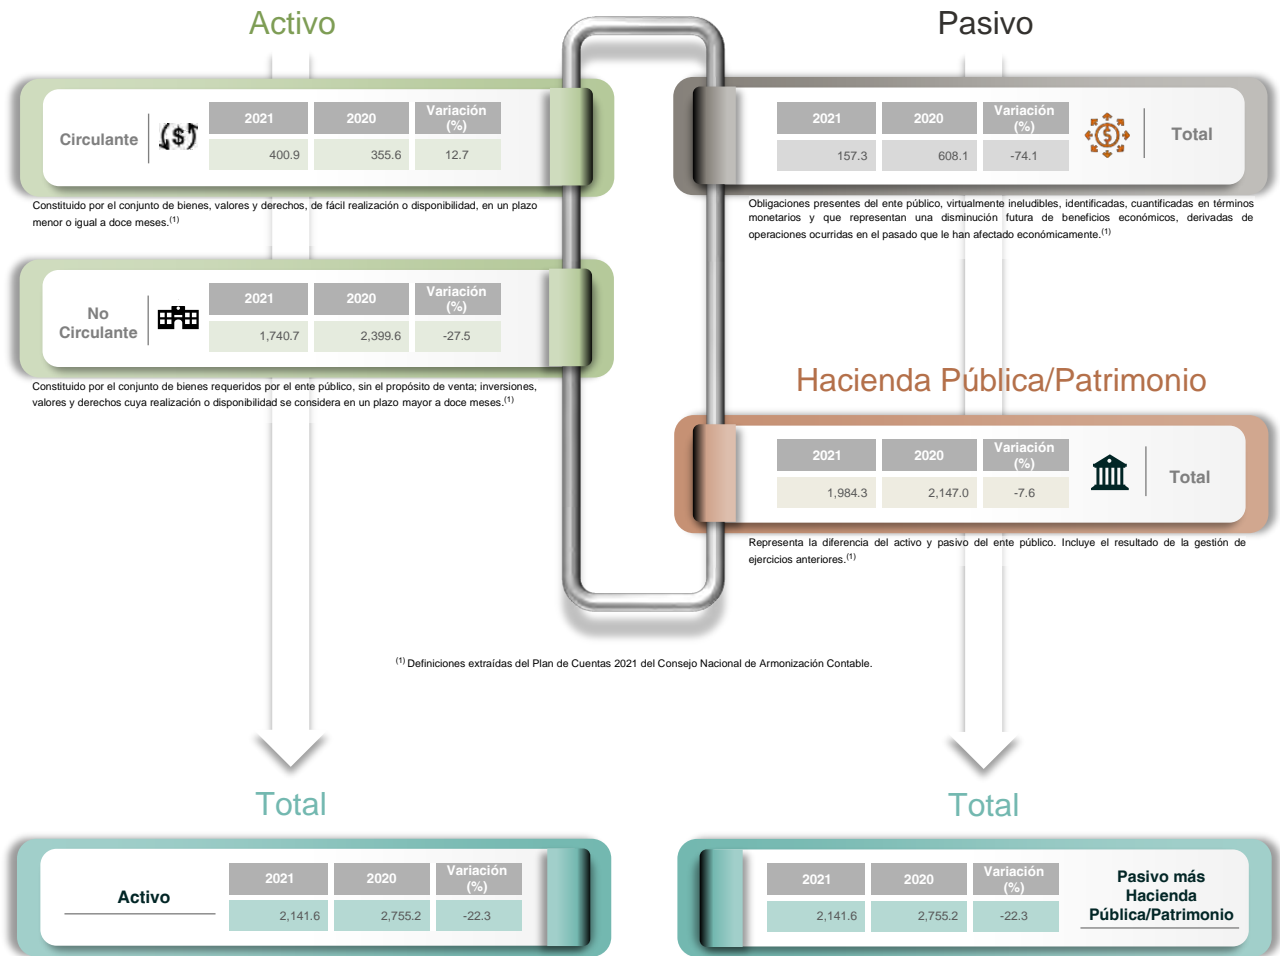 Activo
Circulante
2021 2020 Variación (%)
400.9 355.6 12.7
Constituido por el conjunto de bienes, valores y derechos, de fácil realización o disponibilidad, en un plazo
menor o igual a doce meses.(1)
No
Circulante
2021 2020 Variación (%)
1,740.7 2,399.6 -27.5
Constituido por el conjunto de bienes requeridos por el ente público, sin el propósito de venta; inversiones,
valores y derechos cuya realización o disponibilidad se considera en un plazo mayor a doce meses.(1)
Pasivo
2021 2020 Variación (%)
157.3 608.1 -74.1
Total
Obligaciones presentes del ente público, virtualmente ineludibles, identificadas, cuantificadas en términos
monetarios y que representan una disminución futura de beneficios económicos, derivadas de
operaciones ocurridas en el pasado que le han afectado económicamente.(1)
Hacienda Pública/Patrimonio
2021 2020 Variación (%)
1,984.3 2,147.0 -7.6
Total
Representa la diferencia del activo y pasivo del ente público. Incluye el resultado de la gestión de
ejercicios anteriores.(1)
(1) Definiciones extraídas del Plan de Cuentas 2021 del Consejo Nacional de Armonización Contable.
Total
Activo
2021 2020 Variación (%)
2,141.6 2,755.2 -22.3
Total
2021 2020 Variación (%)
2,141.6 2,755.2 -22.3
Pasivo más
Hacienda
Pública/Patrimonio